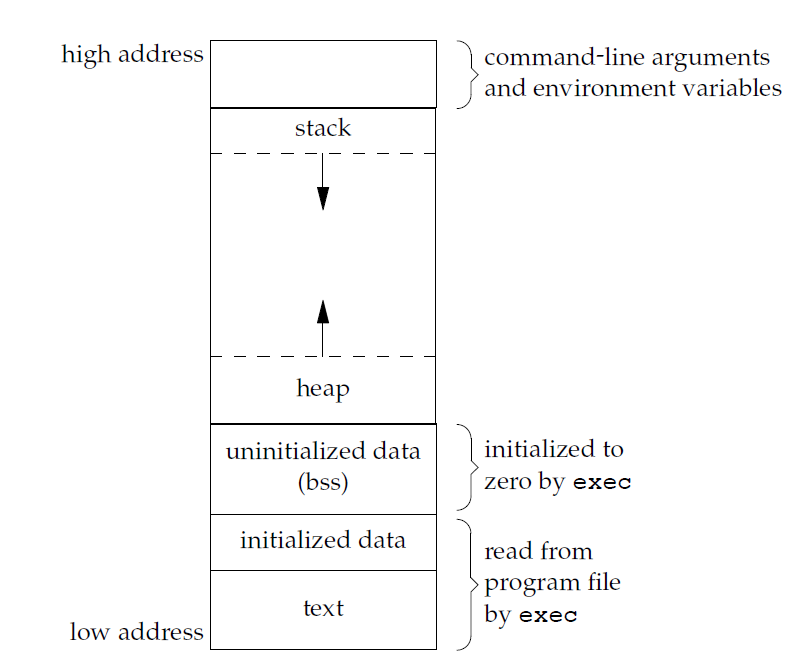 high address
command-line arguments
and environment variables
stack
heap
uninitialized data
(bss)
initialized to
zero by exec
initialized data
read from
program file
by exec
text
low address